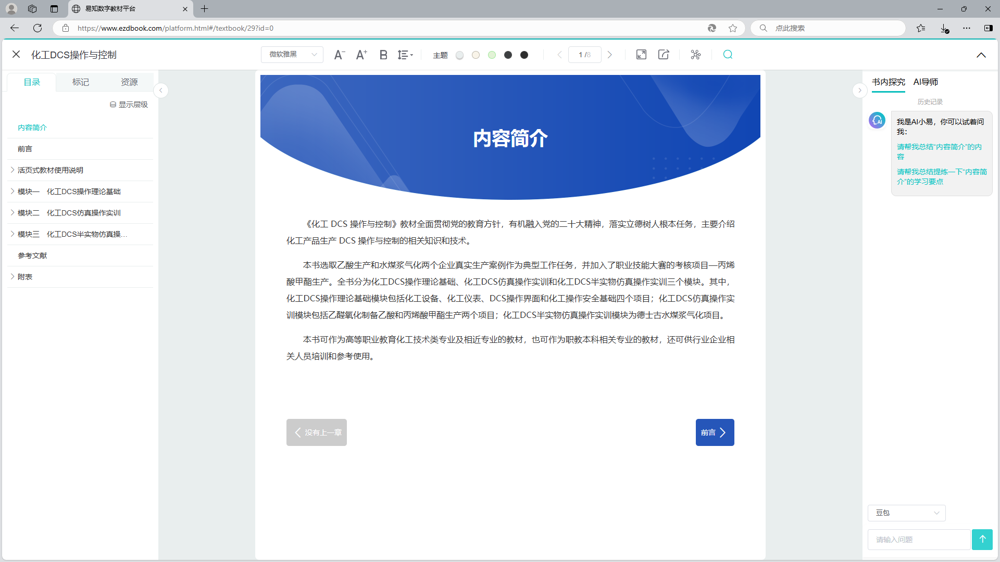 易知数字教材平台
https://www.ezdbook.com/platform.html#/textbook/29?id=0
点此搜索
化工DCS操作与控制
微软雅黑
A-
A+
B
主题
1 /8
目录
标记
资源
显示层级
内容简介
前言
活页式教材使用说明
模块一 化工DCS操作理论基础
模块二 化工DCS仿真操作实训
模块三 化工DCS半实物仿真操...
参考文献
附表
内容简介
《化工 DCS 操作与控制》教材全面贯彻党的教育方针，有机融入党的二十大精神，落实立德树人根本任务，主要介绍
化工产品生产 DCS 操作与控制的相关知识和技术。
本书选取乙酸生产和水煤浆气化两个企业真实生产案例作为典型工作任务，并加入了职业技能大赛的考核项目—丙烯
酸甲酯生产。全书分为化工DCS操作理论基础、化工DCS仿真操作实训和化工DCS半实物仿真操作实训三个模块。其中，
化工DCS操作理论基础模块包括化工设备、化工仪表、DCS操作界面和化工操作安全基础四个项目；化工DCS仿真操作实
训模块包括乙醛氧化制备乙酸和丙烯酸甲酯生产两个项目；化工DCS半实物仿真操作实训模块为德士古水煤浆气化项目。
本书可作为高等职业教育化工技术类专业及相近专业的教材，也可作为职教本科相关专业的教材，还可供行业企业相
关人员培训和参考使用。
没有上一章
前言
书内探究
AI导师
历史记录
AI
我是AI小易，你可以试着问
我：
请帮我总结“内容简介”的内
容
请帮我总结提炼一下“内容简
介”的学习要点
豆包
请输入问题